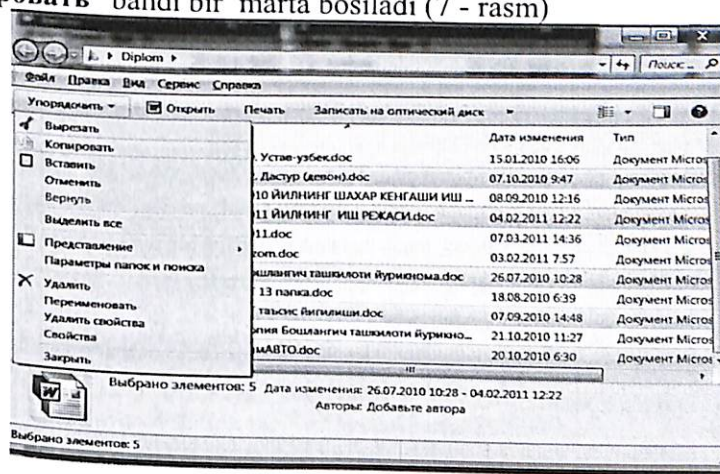 ровать" bandi bir marta bosiladi (7 - rasm)
Diplom
Поиск...
Файл Правка Вид Сервис Справка
Упорядочить Открыть Печать Записать на оптический диск
Вырезать
Копировать
Вставить
Отменить
Вернуть
Выделить все
Представление
Параметры папок и поиска
Удалить
Переименовать
Удалить свойства
Свойства
Закрыть
Дата изменения Тип
. Устав-узбек.doc 15.01.2010 16:06 Документ Micros
. Дастур (девон).doc 07.10.2010 9:47 Документ Micros
10 ЙИЛНИНГ ШАХАР КЕНГАШИ ИШ ... 08.09.2010 12:16 Документ Micros
11 ЙИЛНИНГ ИШ РЕЖАСИ.doc 04.02.2011 12:22 Документ Micros
011.doc 07.03.2011 14:36 Документ Micros
zom.doc 03.02.2011 7:57 Документ Micros
ошлангич ташкилоти йурикнома.doc 26.07.2010 10:28 Документ Micros
13 папка.doc 18.08.2010 6:39 Документ Micros
таъсис йигилиши.doc 07.09.2010 14:48 Документ Micros
опия Бошлангич ташкилоти йурикно... 21.10.2010 11:27 Документ Micros
мАВТО.doc 20.10.2010 6:30 Документ Micros
Выбрано элементов: 5 Дата изменения: 26.07.2010 10:28 - 04.02.2011 12:22
Авторы: Добавьте автора
Выбрано элементов: 5